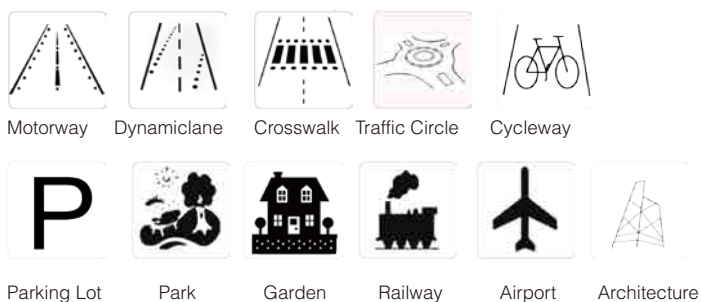 Motorway Dynamiclane Crosswalk Traffic Circle Cycleway
P
Parking Lot Park Garden Railway Airport Architecture